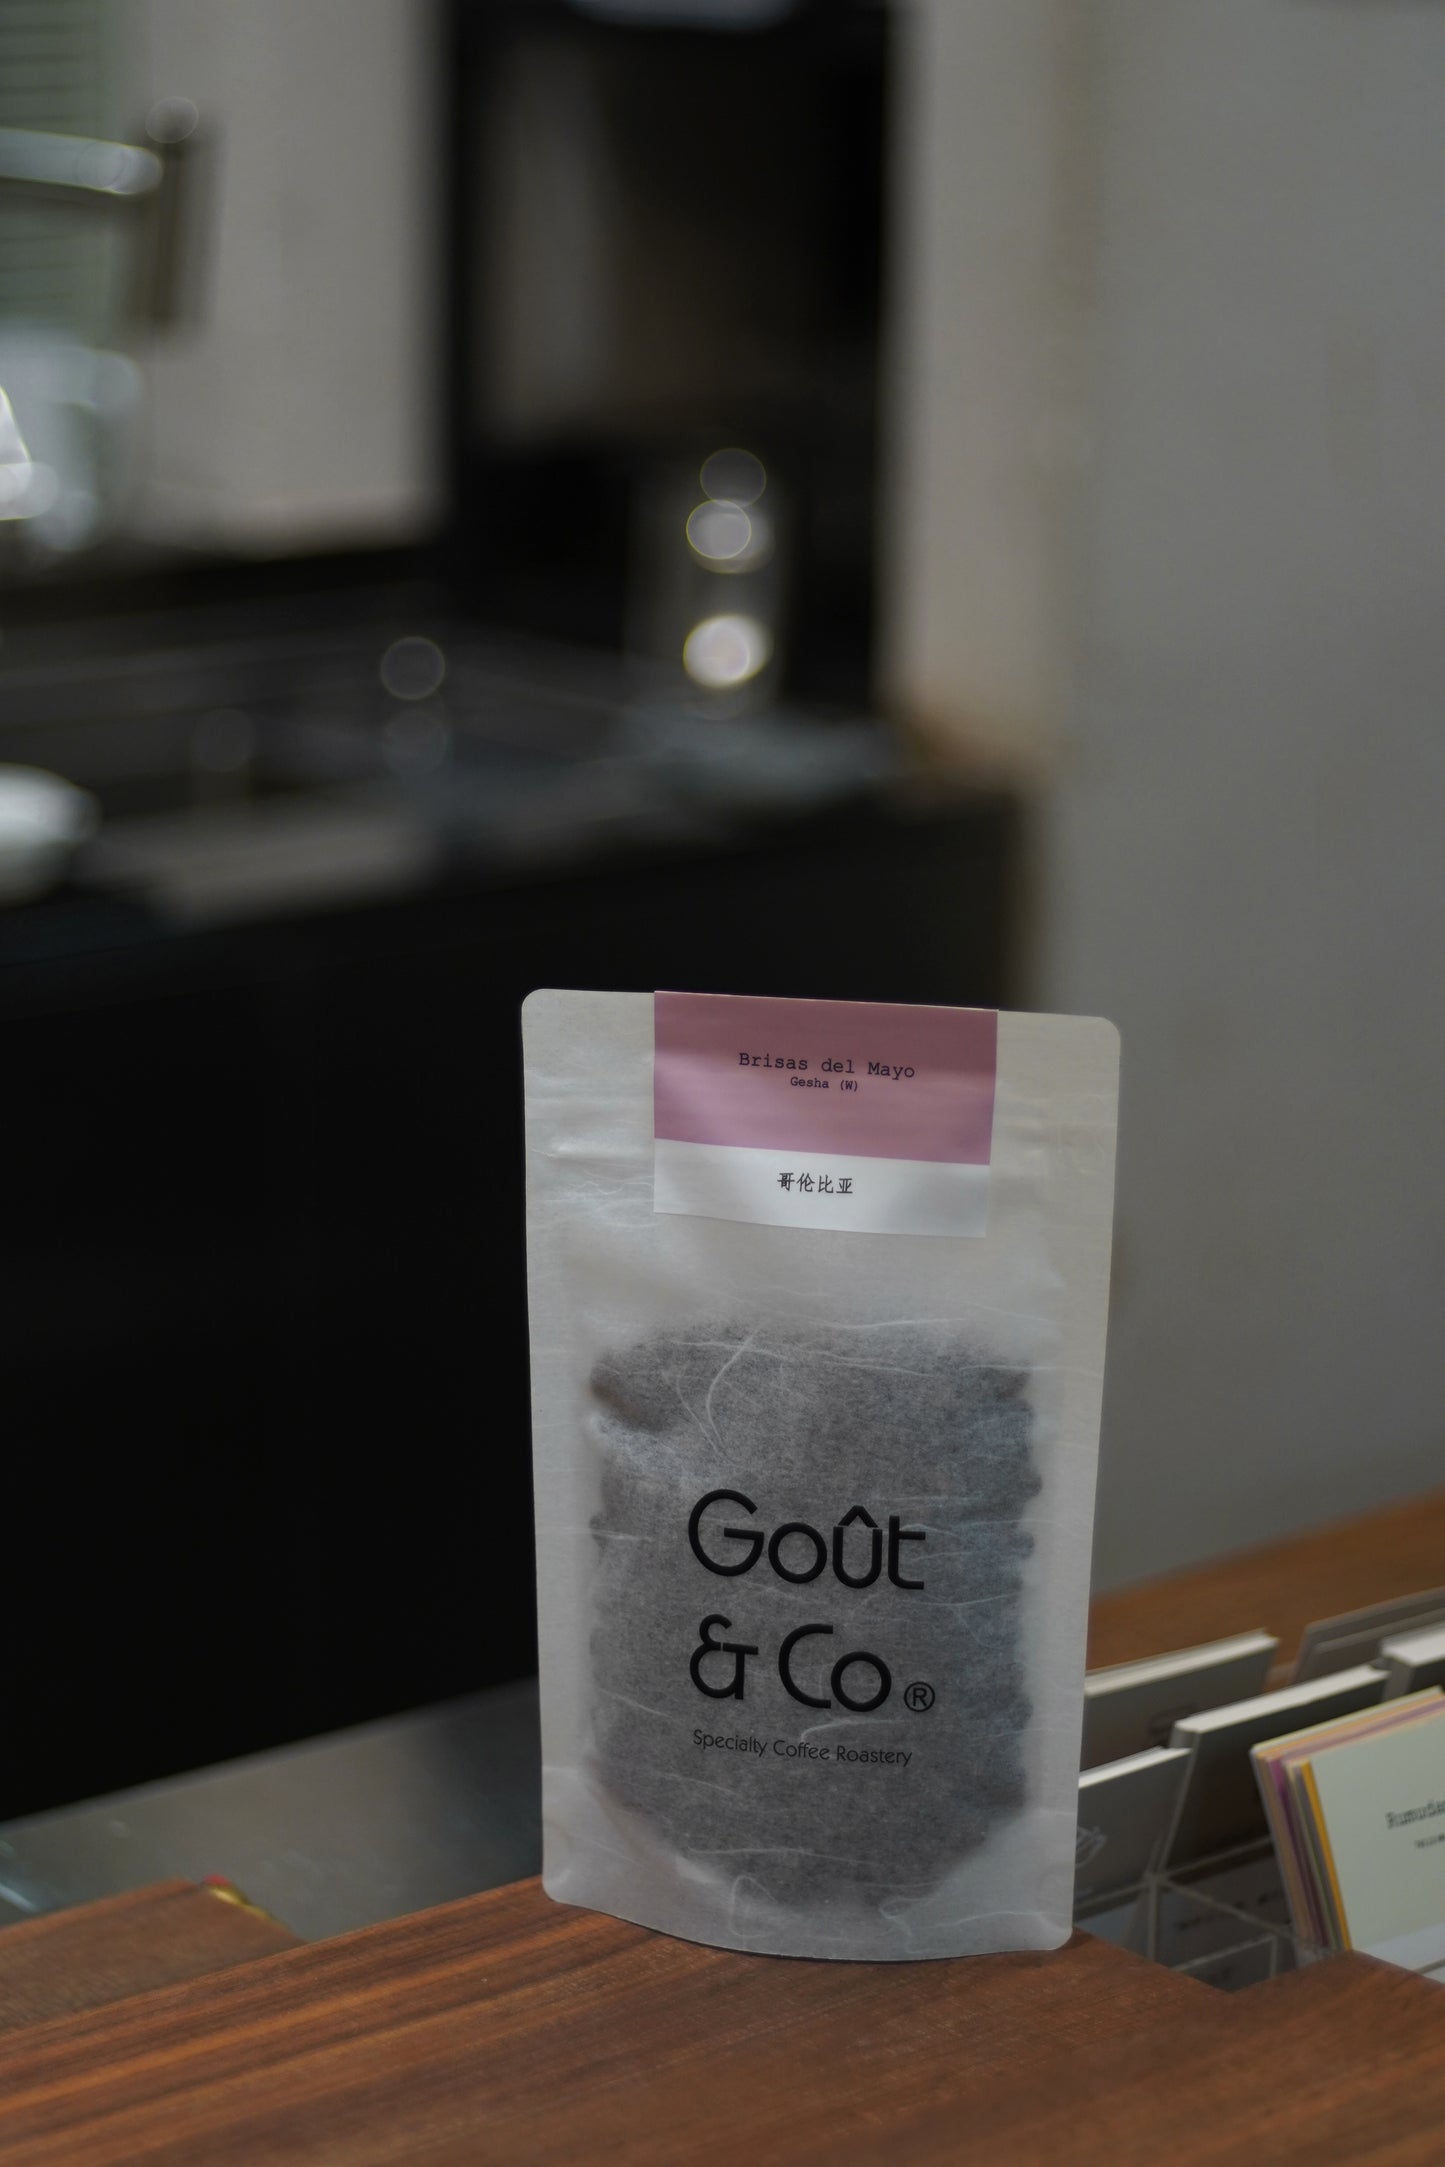 Brisas del Mayo
Gesha (W)
哥伦比亚
Goût
& Co®
Specialty Coffee Roastery